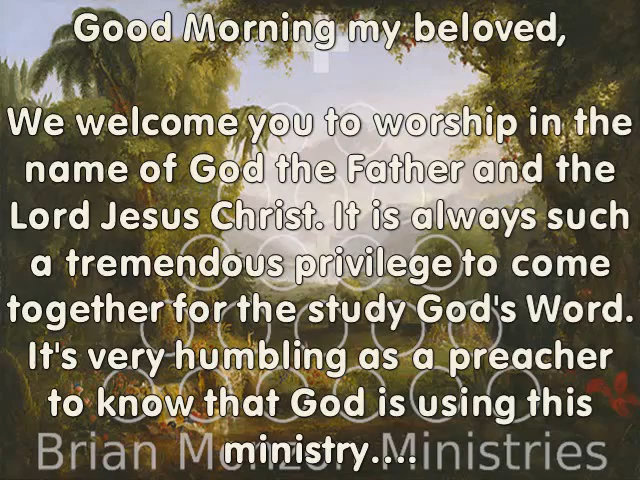 Good Morning my beloved,
We welcome you to worship in the
name of God the Father and the
Lord Jesus Christ. It is always such
a tremendous privilege to come
together for the study God's Word.
It's very humbling as a preacher
to know that God is using this
ministry....
Brian Ministries